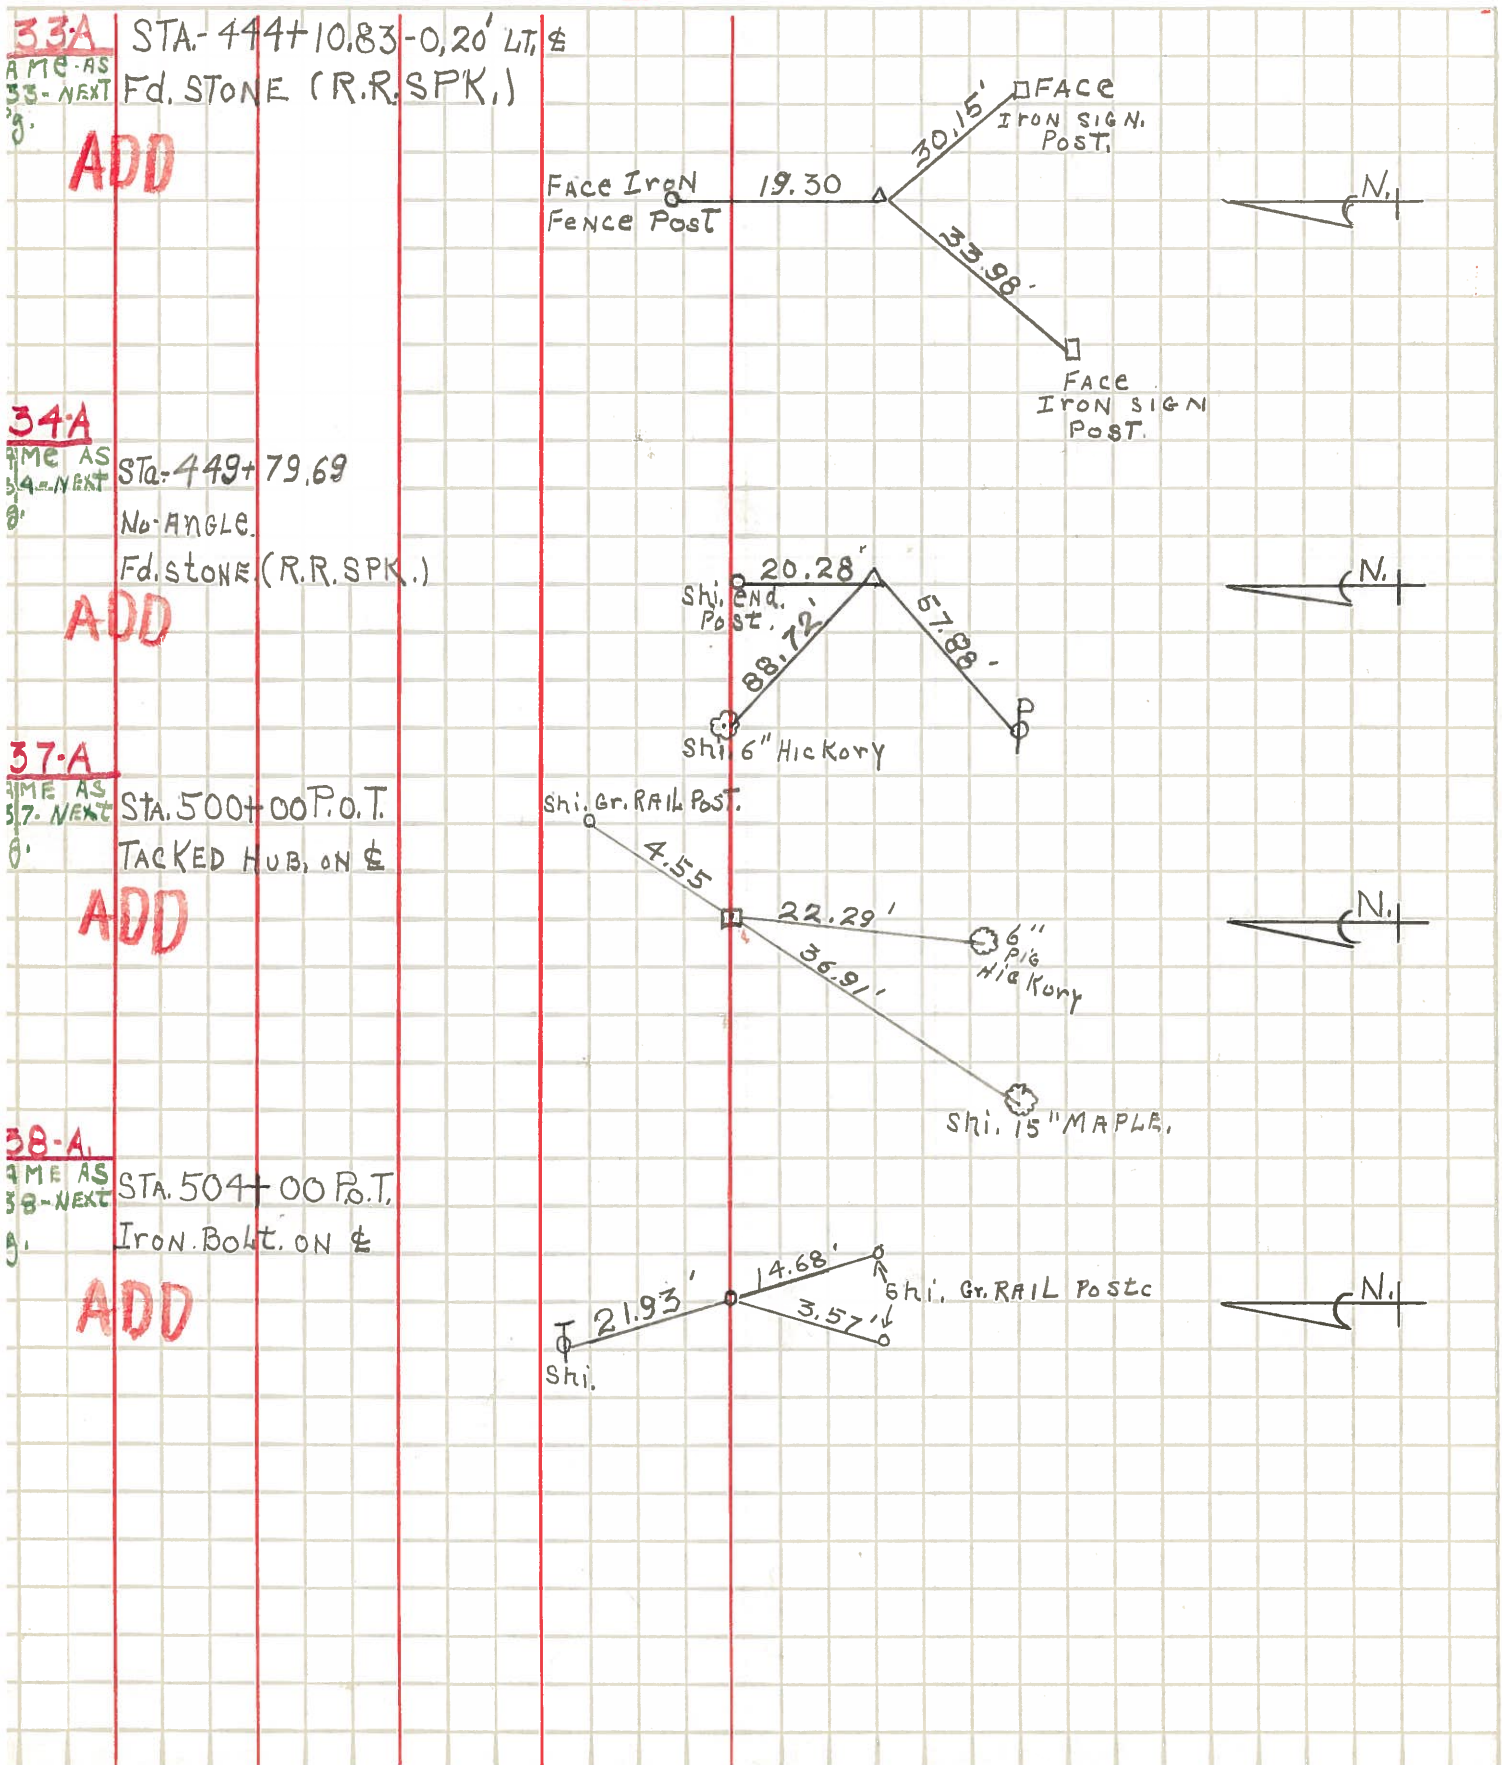 33-A
STA.- 444+10.83-0,20' LT. ℄
AME-AS
33-NEXT
g.
Fd. STONE (R.R. SPK.)
ADD
30.15'
FACE
IRON SIGN.
POST.
FACE IRON
FENCE POST
19.30
N.
33.98'
FACE
IRON SIGN
POST.
34-A
AME AS
34-NEXT
g.
STa- 449+79.69
No-ANGLE.
Fd. STONE (R.R. SPK.)
ADD
20.28'
Shi. END.
Post.
88.72'
57.88'
P
Shi. 6" HICKORY
N.
37-A
AME AS
37-NEXT
g.
STA. 500+00 P.O.T.
TACKED HUB, ON ℄
ADD
Shi. Gr. RAIL POST.
4.55
22.29'
6"
PIG
HICKORY
36.91'
Shi. 15" MAPLE.
N.
38-A.
AME AS
38-NEXT
g.
STA. 504+00 P.o.T.
IRON. BOLT. ON ℄
ADD
21.93'
T
Shi.
14.68'
3.57'
Shi. Gr. RAIL POSTC
N.